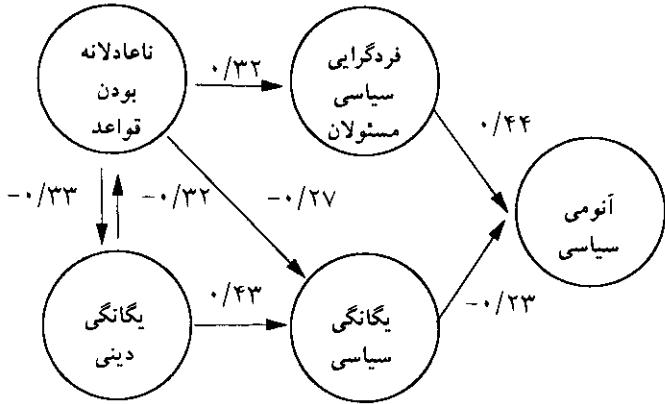 ناعادلانه
بودن
قواعد
۰/۳۲
فردگرایی
سیاسی
مسئولان
۰/۴۴
آنومی
سیاسی
-۰/۳۳
-۰/۳۲
-۰/۲۷
یگانگی
دینی
۰/۴۳
یگانگی
سیاسی
-۰/۲۳